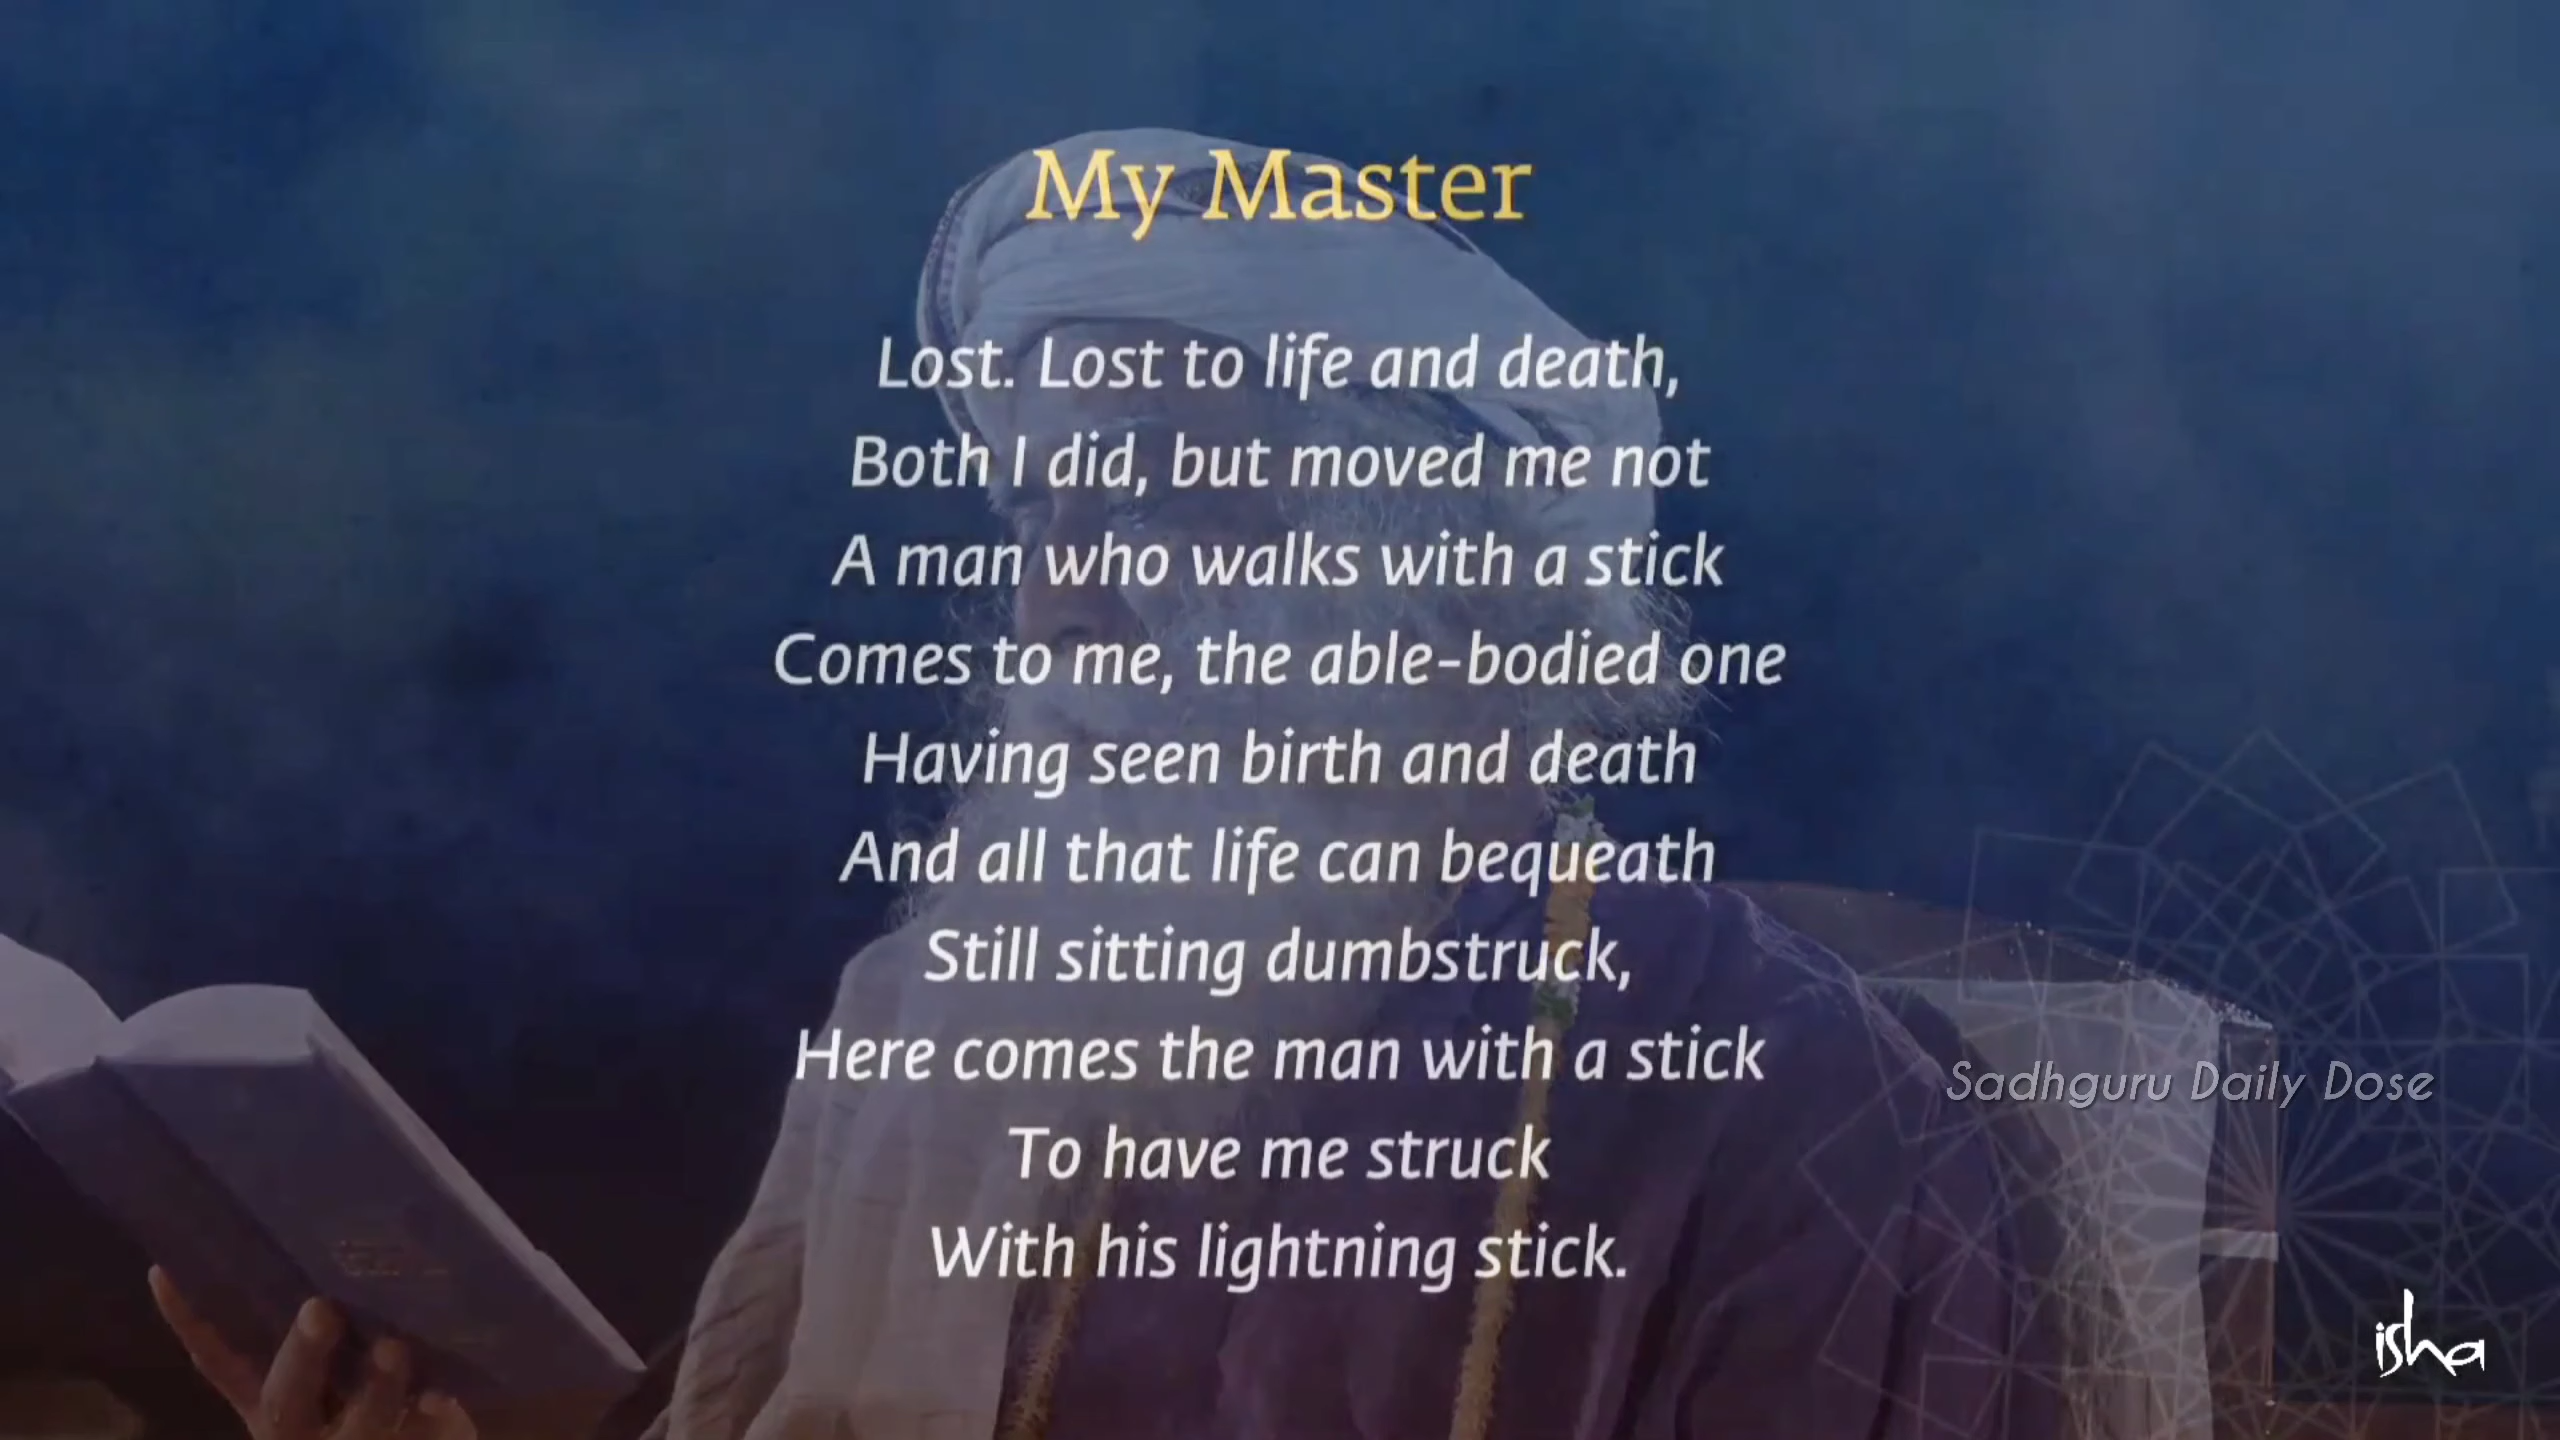 My Master
Lost. Lost to life and death,
Both I did, but moved me not
A man who walks with a stick
Comes to me, the able-bodied one
Having seen birth and death
And all that life can bequeath
Still sitting dumbstruck,
Here comes the man with a stick
To have me struck
With his lightning stick.
Sadhguru Daily Dose
isha